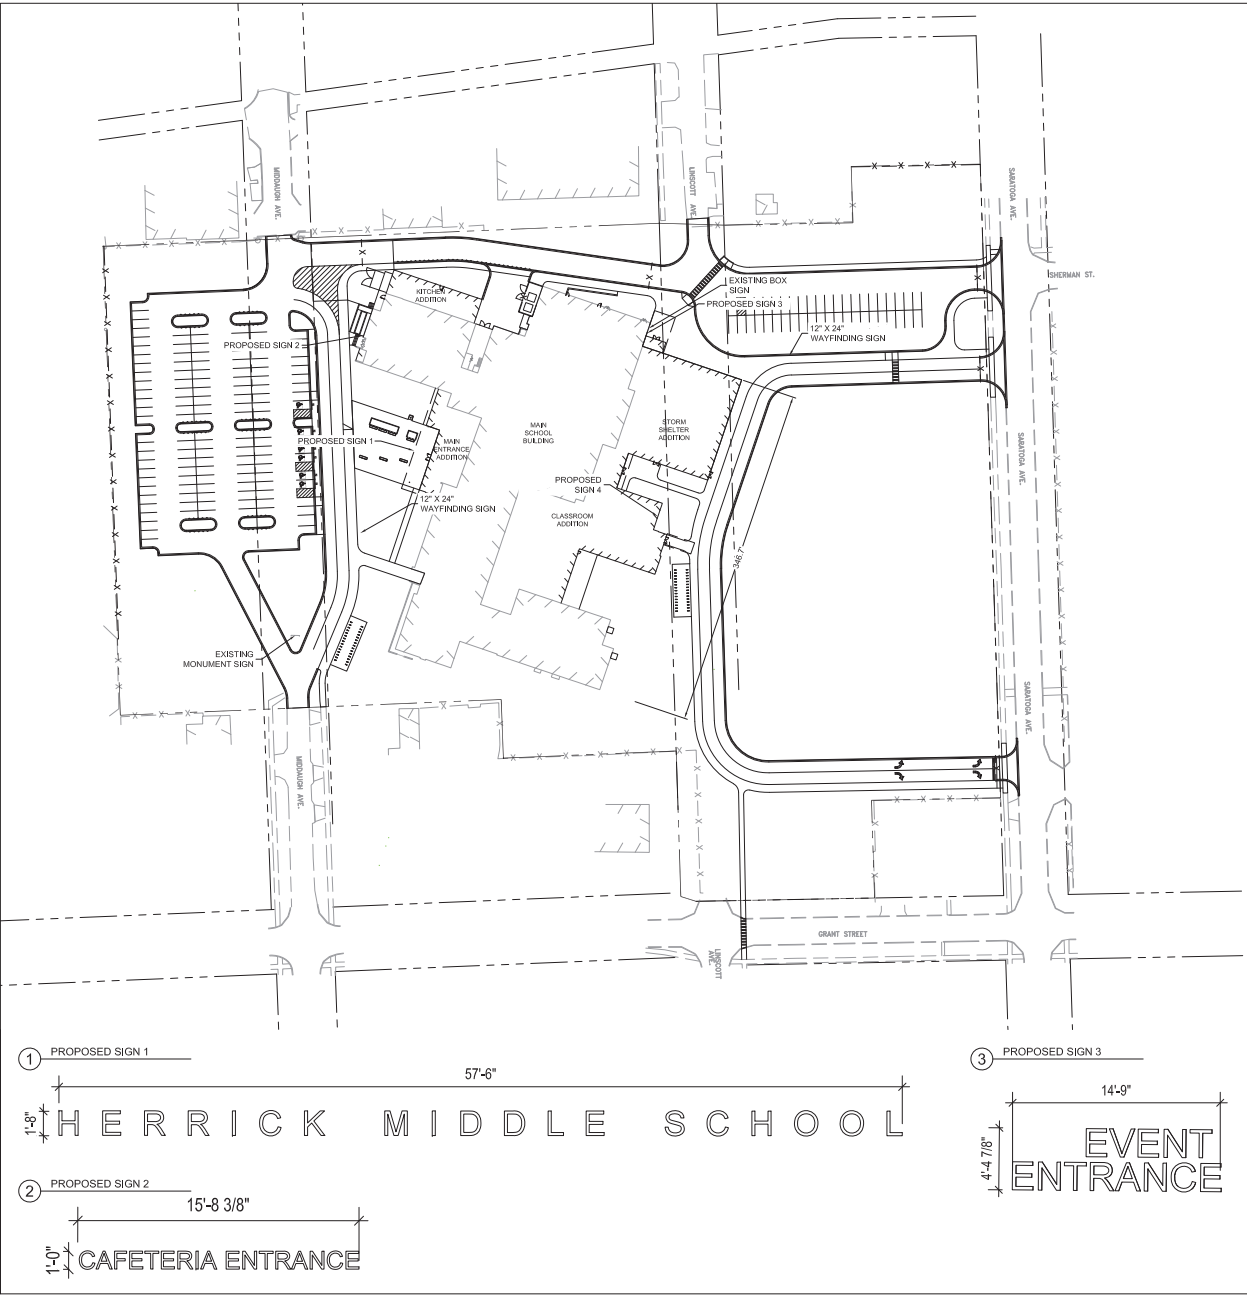 MIDDAUGH AVE.
LINSCOTT AVE.
SARATOGA AVE.
SHERMAN ST.
EXISTING BOX
SIGN
PROPOSED SIGN 3
KITCHEN
ADDITION
12" X 24"
WAYFINDING SIGN
PROPOSED SIGN 2
PROPOSED SIGN 1
MAIN
ENTRANCE
ADDITION
MAIN
SCHOOL
BUILDING
STORM
SHELTER
ADDITION
SARATOGA AVE.
PROPOSED
SIGN 4
12" X 24"
WAYFINDING SIGN
CLASSROOM
ADDITION
346.7'
EXISTING
MONUMENT SIGN
SARATOGA AVE.
MIDDAUGH AVE.
GRANT STREET
LINSCOTT
AVE.
1 PROPOSED SIGN 1
57'-6"
1'-8"
HERRICK MIDDLE SCHOOL
2 PROPOSED SIGN 2
15'-8 3/8"
1'-0"
CAFETERIA ENTRANCE
3 PROPOSED SIGN 3
14'-9"
4'-4 7/8"
EVENT
ENTRANCE